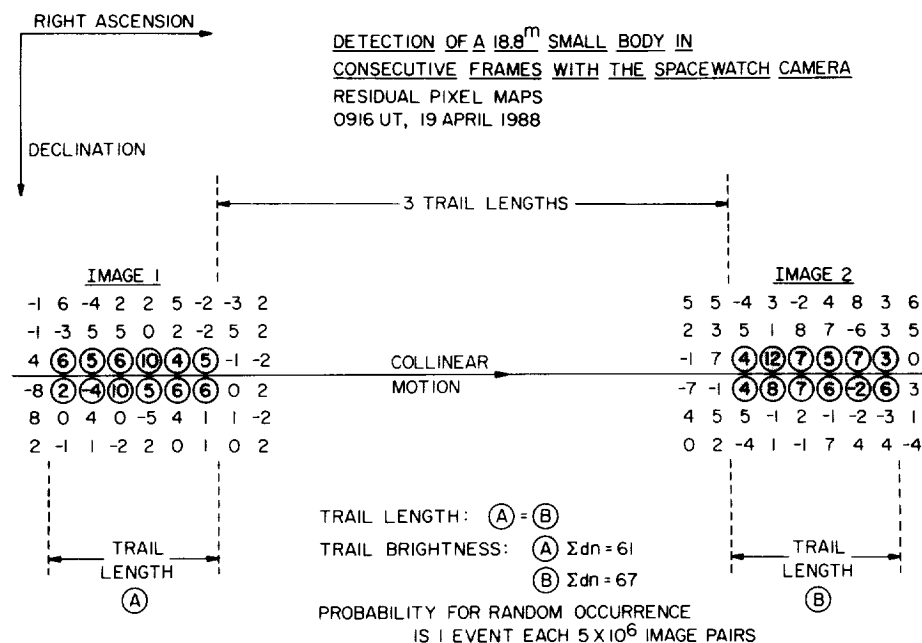 RIGHT ASCENSION
DETECTION OF A 18.8m SMALL BODY IN
CONSECUTIVE FRAMES WITH THE SPACEWATCH CAMERA
RESIDUAL PIXEL MAPS
0916 UT, 19 APRIL 1988
DECLINATION
3 TRAIL LENGTHS
IMAGE 1
-1 6 -4 2 2 5 -2 -3 2
-1 -3 5 5 0 2 -2 5 2
4 6 5 6 10 4 5 -1 -2
-8 2 -4 10 5 6 6 0 2
8 0 4 0 -5 4 1 1 -2
2 -1 1 -2 2 0 1 0 2
COLLINEAR
MOTION
IMAGE 2
5 5 -4 3 -2 4 8 3 6
2 3 5 1 8 7 -6 3 5
-1 7 4 12 7 5 7 3 0
-7 -1 4 8 7 6 -2 6 3
4 5 5 -1 2 -1 -2 -3 1
0 2 -4 1 -1 7 4 4 -4
TRAIL
LENGTH
A
TRAIL LENGTH: A = B
TRAIL BRIGHTNESS: A Σdn = 61
B Σdn = 67
TRAIL
LENGTH
B
PROBABILITY FOR RANDOM OCCURRENCE
IS 1 EVENT EACH 5 X 10⁶ IMAGE PAIRS